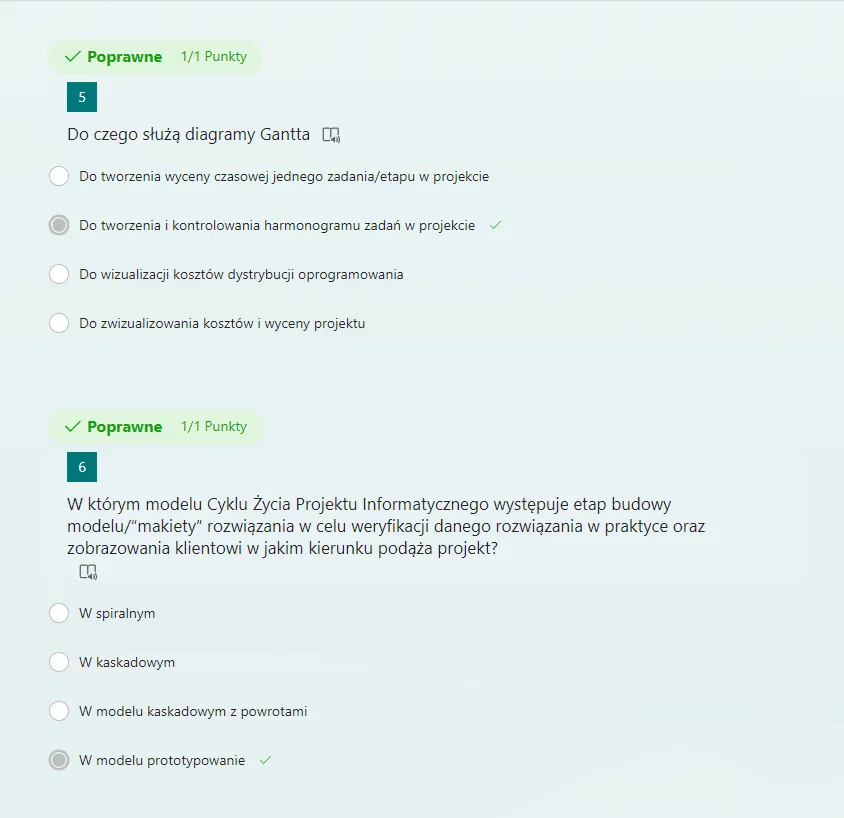 Poprawne 1/1 Punkty
5
Do czego służą diagramy Gantta
Do tworzenia wyceny czasowej jednego zadania/etapu w projekcie
Do tworzenia i kontrolowania harmonogramu zadań w projekcie
Do wizualizacji kosztów dystrybucji oprogramowania
Do zwizualizowania kosztów i wyceny projektu
Poprawne 1/1 Punkty
6
W którym modelu Cyklu Życia Projektu Informatycznego występuje etap budowy
modelu/“makiety” rozwiązania w celu weryfikacji danego rozwiązania w praktyce oraz
zobrazowania klientowi w jakim kierunku podąża projekt?
W spiralnym
W kaskadowym
W modelu kaskadowym z powrotami
W modelu prototypowanie